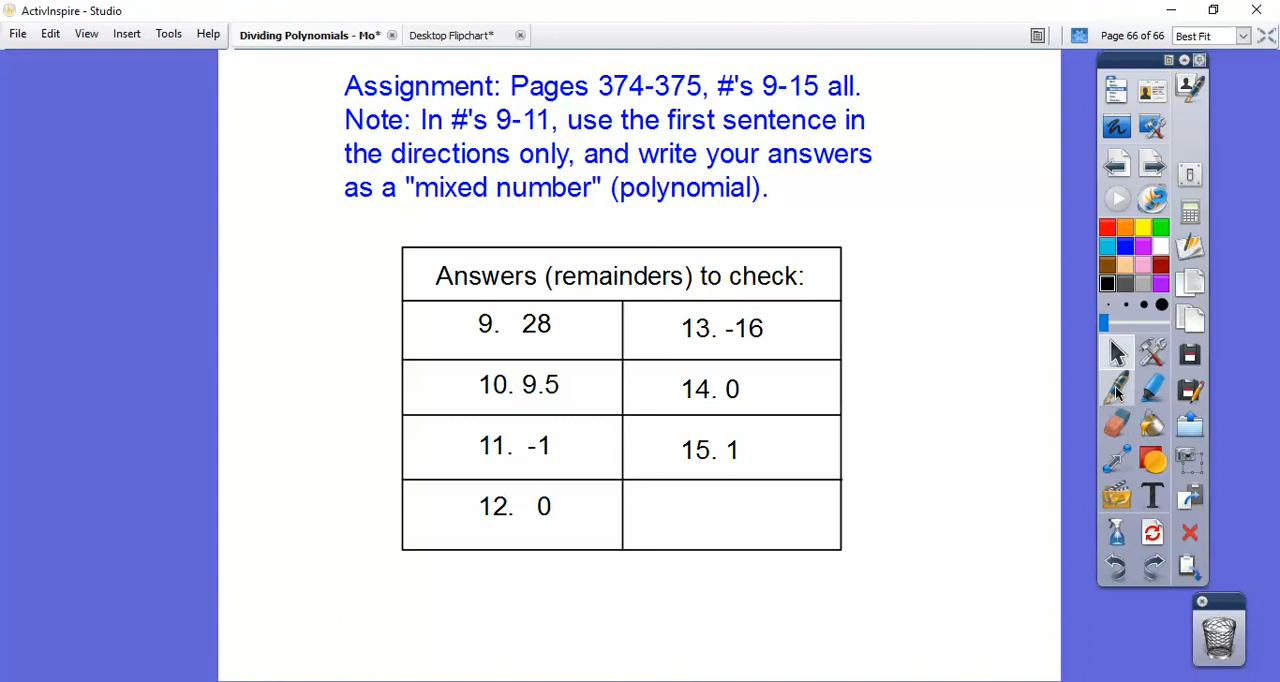 ActivInspire - Studio
File Edit View Insert Tools Help
Dividing Polynomials - Mo*
Desktop Flipchart*
Page 66 of 66
Best Fit
Assignment: Pages 374-375, #'s 9-15 all.
Note: In #'s 9-11, use the first sentence in
the directions only, and write your answers
as a "mixed number" (polynomial).
Answers (remainders) to check:
9. 28
13. -16
10. 9.5
14. 0
11. -1
15. 1
12. 0